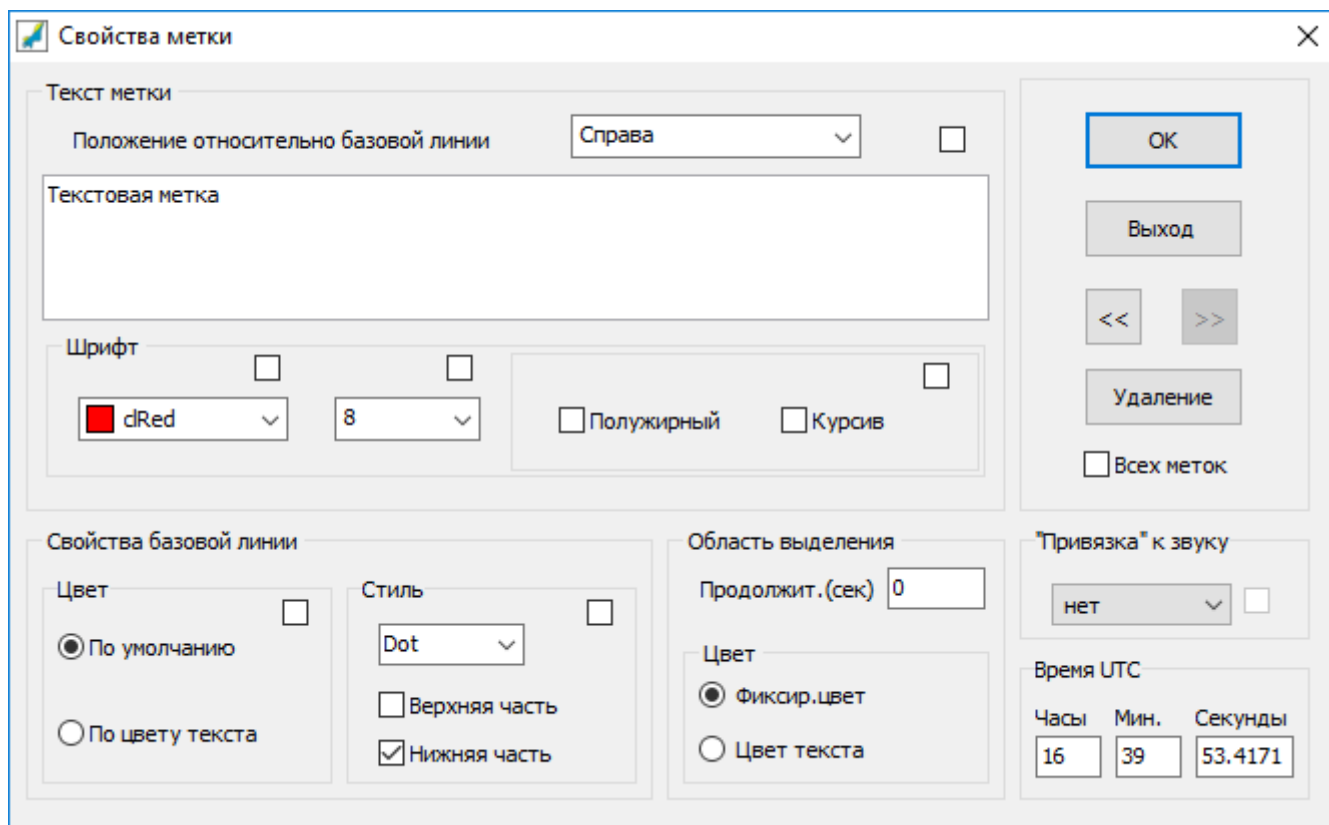 Свойства метки
Текст метки
Положение относительно базовой линии
Справа
OK
Текстовая метка
Выход
<< >>
Шрифт
clRed
8
Полужирный
Курсив
Удаление
Всех меток
Свойства базовой линии
Цвет
По умолчанию
По цвету текста
Стиль
Dot
Верхняя часть
Нижняя часть
Область выделения
Продолжит.(сек) 0
Цвет
Фиксир.цвет
Цвет текста
"Привязка" к звуку
нет
Время UTC
Часы Мин. Секунды
16 39 53.4171